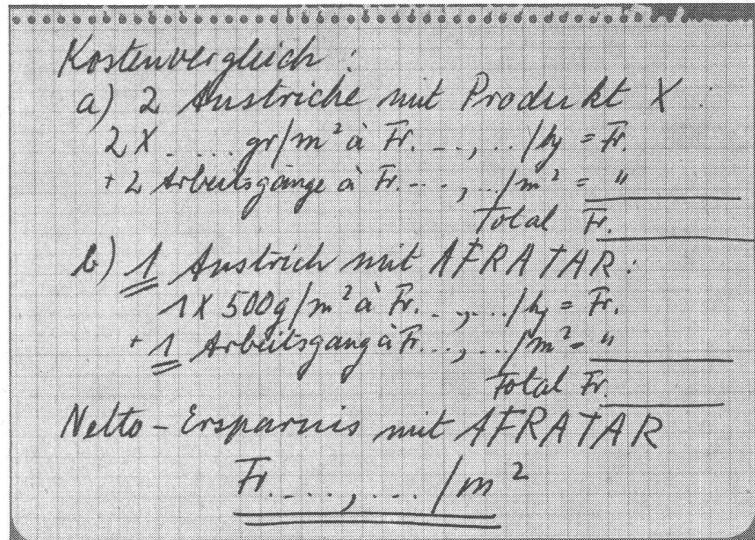 Kostenvergleich:
a) 2 Anstriche mit Produkt X:
2 X ..... gr/m² à Fr. ...,../kg = Fr.
+ 2 Arbeitsgänge à Fr. ...,../m² = "
Total Fr.
b) 1 Anstrich mit AFRATAR:
1 X 500g/m² à Fr. ...,../kg = Fr.
+ 1 Arbeitsgang à Fr. ...,../m² = "
Total Fr.
Netto-Ersparnis mit AFRATAR
Fr. ....,.../m²